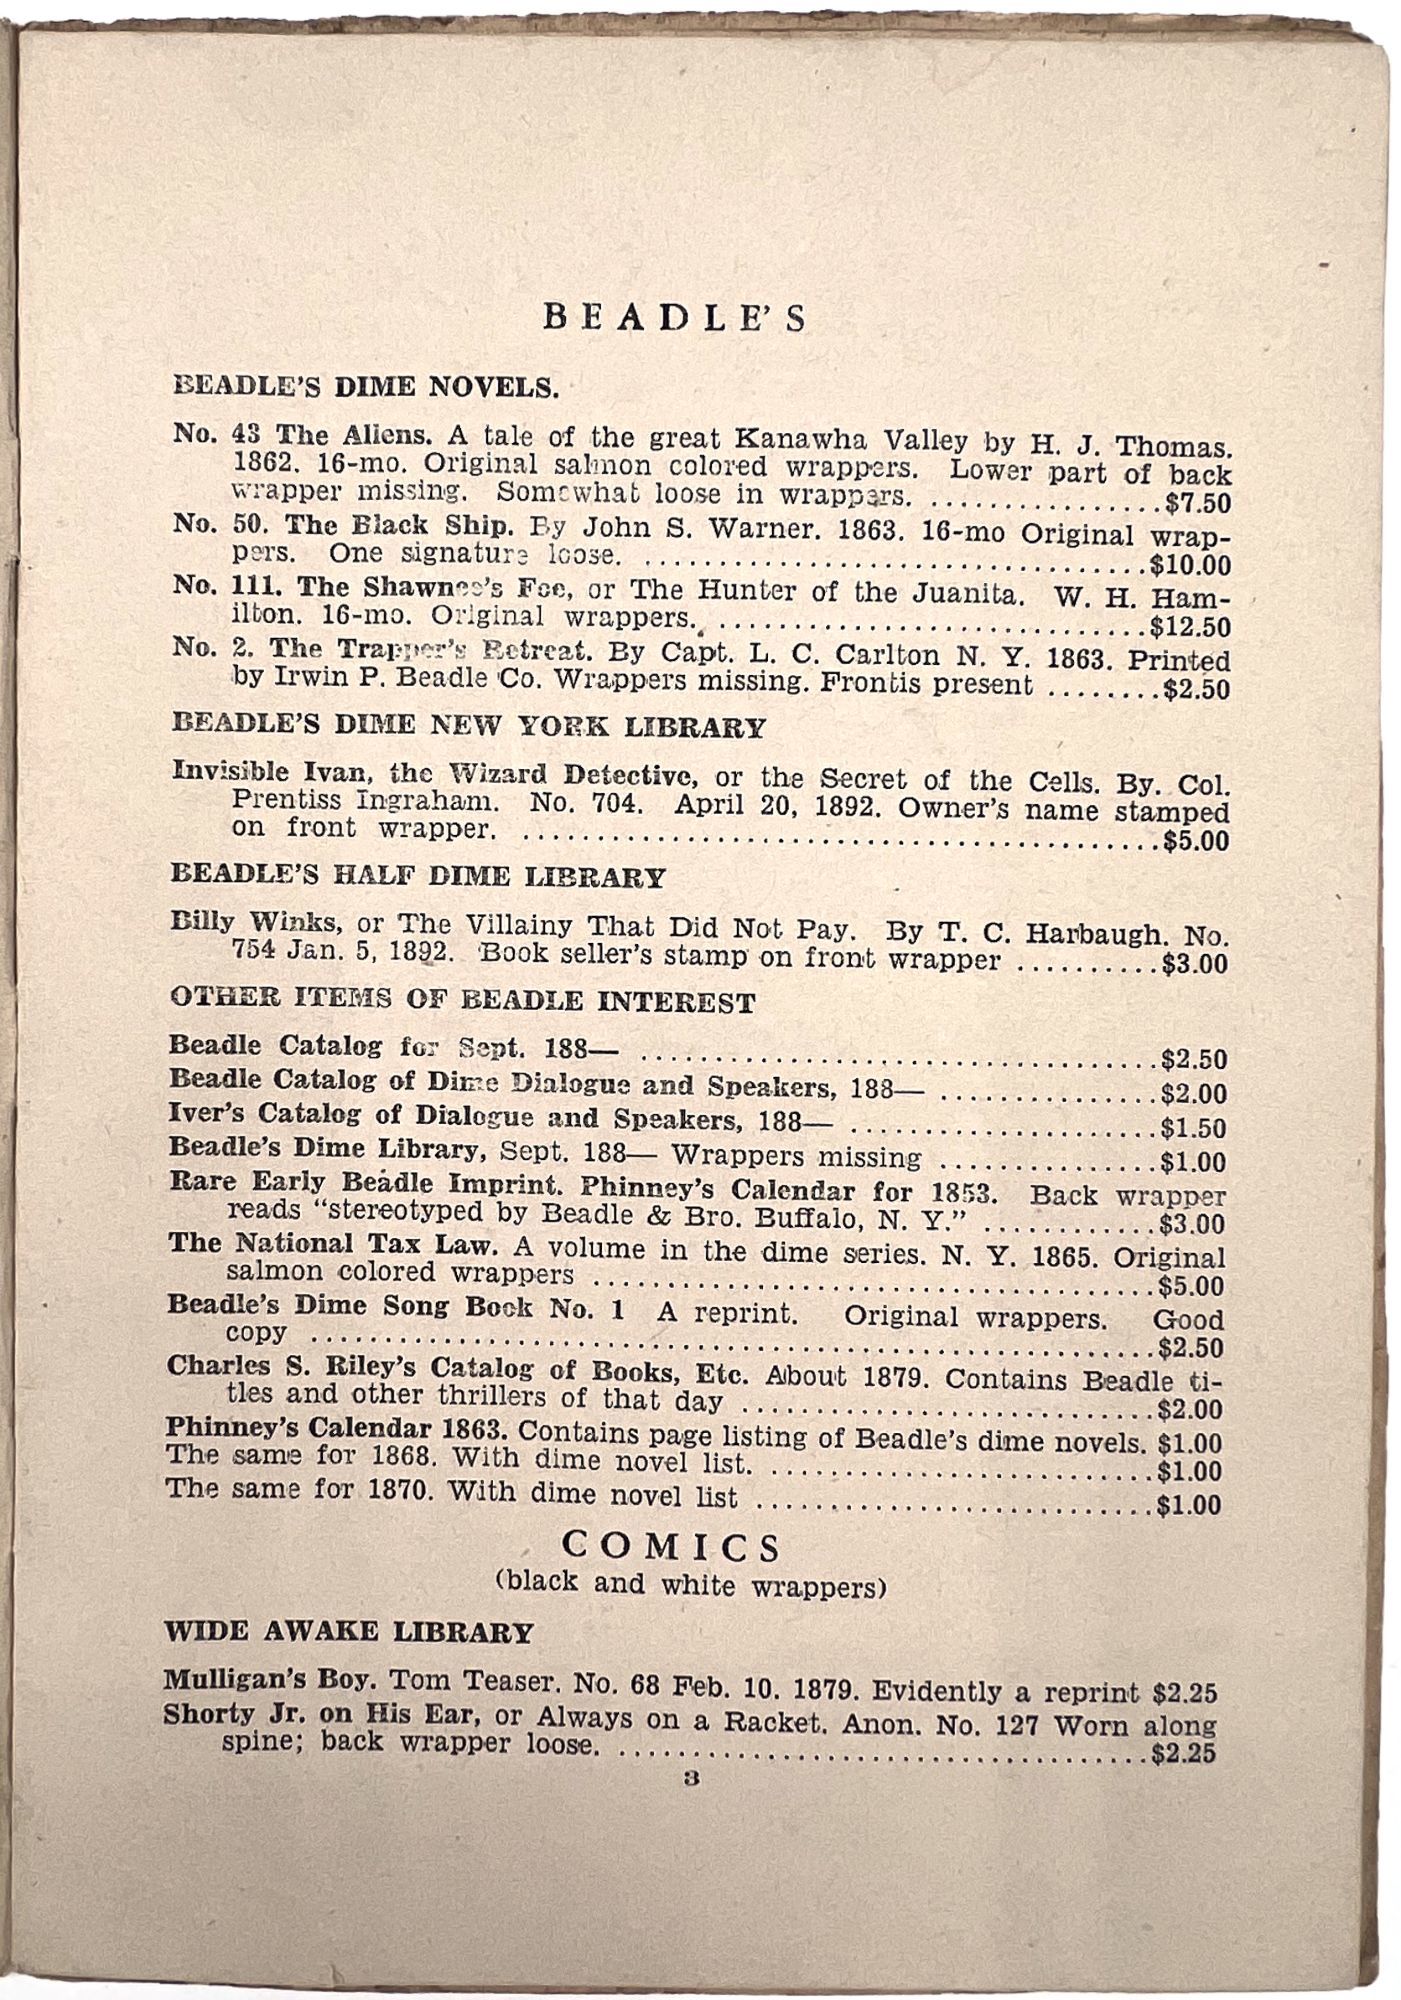 BEADLE'S
BEADLE'S DIME NOVELS.
No. 43 The Aliens. A tale of the great Kanawha Valley by H. J. Thomas.
1862. 16-mo. Original salmon colored wrappers. Lower part of back
wrapper missing. Somewhat loose in wrappers. ................$7.50
No. 50. The Black Ship. By John S. Warner. 1863. 16-mo Original wrap-
pers. One signature loose. ..................................$10.00
No. 111. The Shawnee's Foe, or The Hunter of the Juanita. W. H. Ham-
ilton. 16-mo. Original wrappers. .............................$12.50
No. 2. The Trapper's Retreat. By Capt. L. C. Carlton N. Y. 1863. Printed
by Irwin P. Beadle Co. Wrappers missing. Frontis present ........$2.50
BEADLE'S DIME NEW YORK LIBRARY
Invisible Ivan, the Wizard Detective, or the Secret of the Cells. By. Col.
Prentiss Ingraham. No. 704. April 20, 1892. Owner's name stamped
on front wrapper. ...........................................$5.00
BEADLE'S HALF DIME LIBRARY
Billy Winks, or The Villainy That Did Not Pay. By T. C. Harbaugh. No.
754 Jan. 5, 1892. Book seller's stamp on front wrapper ..........$3.00
OTHER ITEMS OF BEADLE INTEREST
Beadle Catalog for Sept. 188— ...................................$2.50
Beadle Catalog of Dime Dialogue and Speakers, 188— ...............$2.00
Iver's Catalog of Dialogue and Speakers, 188— .....................$1.50
Beadle's Dime Library, Sept. 188— Wrappers missing ...............$1.00
Rare Early Beadle Imprint. Phinney's Calendar for 1853. Back wrapper
reads "stereotyped by Beadle & Bro. Buffalo, N. Y." ............$3.00
The National Tax Law. A volume in the dime series. N. Y. 1865. Original
salmon colored wrappers ......................................$5.00
Beadle's Dime Song Book No. 1 A reprint. Original wrappers. Good
copy .........................................................$2.50
Charles S. Riley's Catalog of Books, Etc. About 1879. Contains Beadle ti-
tles and other thrillers of that day ............................$2.00
Phinney's Calendar 1863. Contains page listing of Beadle's dime novels. $1.00
The same for 1868. With dime novel list. ..........................$1.00
The same for 1870. With dime novel list ...........................$1.00
COMICS
(black and white wrappers)
WIDE AWAKE LIBRARY
Mulligan's Boy. Tom Teaser. No. 68 Feb. 10. 1879. Evidently a reprint $2.25
Shorty Jr. on His Ear, or Always on a Racket. Anon. No. 127 Worn along
spine; back wrapper loose. ....................................$2.25
3